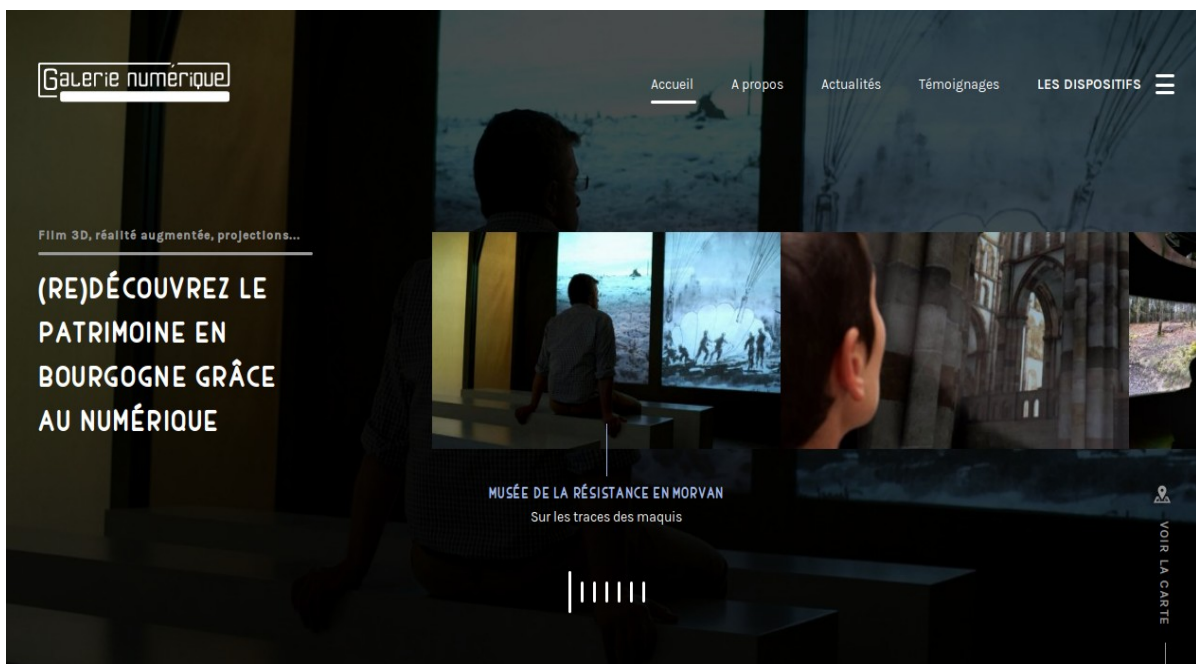 Galerie numérique
Accueil
A propos
Actualités
Témoignages
LES DISPOSITIFS
Film 3D, réalité augmentée, projections...
(RE)DÉCOUVREZ LE
PATRIMOINE EN
BOURGOGNE GRÂCE
AU NUMÉRIQUE
MUSÉE DE LA RÉSISTANCE EN MORVAN
Sur les traces des maquis
VOIR LA CARTE